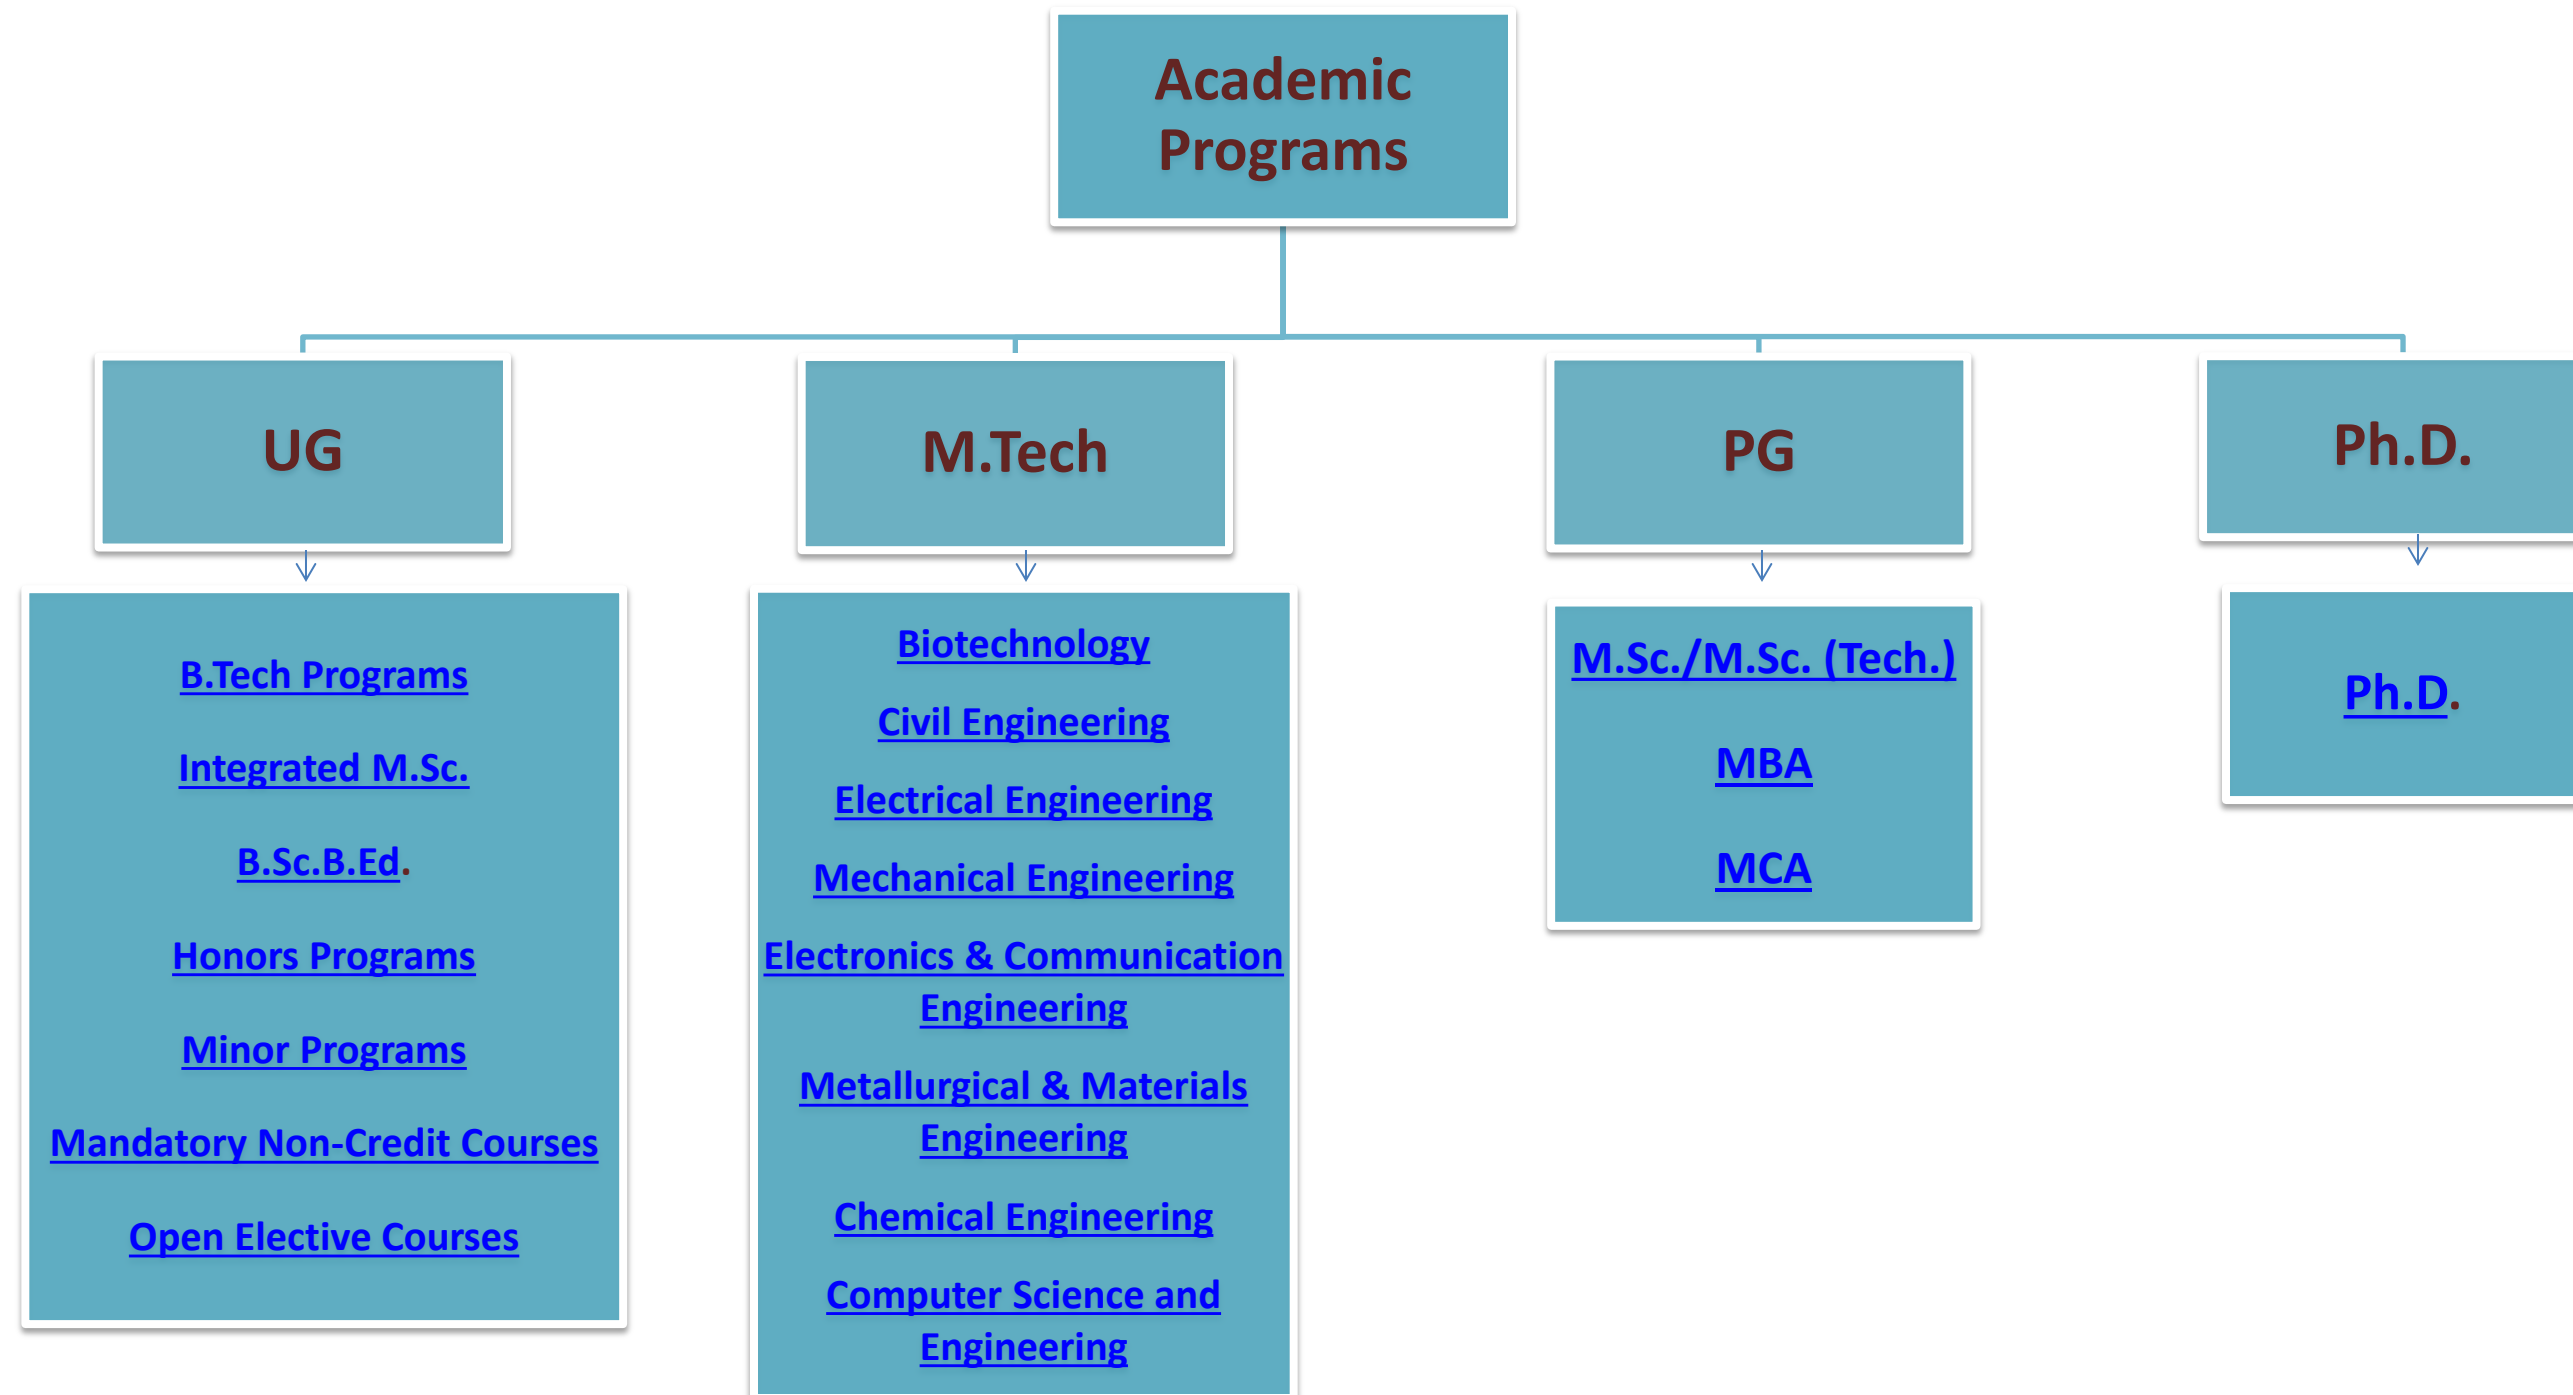 Academic
Programs
UG
M.Tech
PG
Ph.D.
B.Tech Programs
Integrated M.Sc.
B.Sc.B.Ed.
Honors Programs
Minor Programs
Mandatory Non-Credit Courses
Open Elective Courses
Biotechnology
Civil Engineering
Electrical Engineering
Mechanical Engineering
Electronics & Communication
Engineering
Metallurgical & Materials
Engineering
Chemical Engineering
Computer Science and
Engineering
M.Sc./M.Sc. (Tech.)
MBA
MCA
Ph.D.